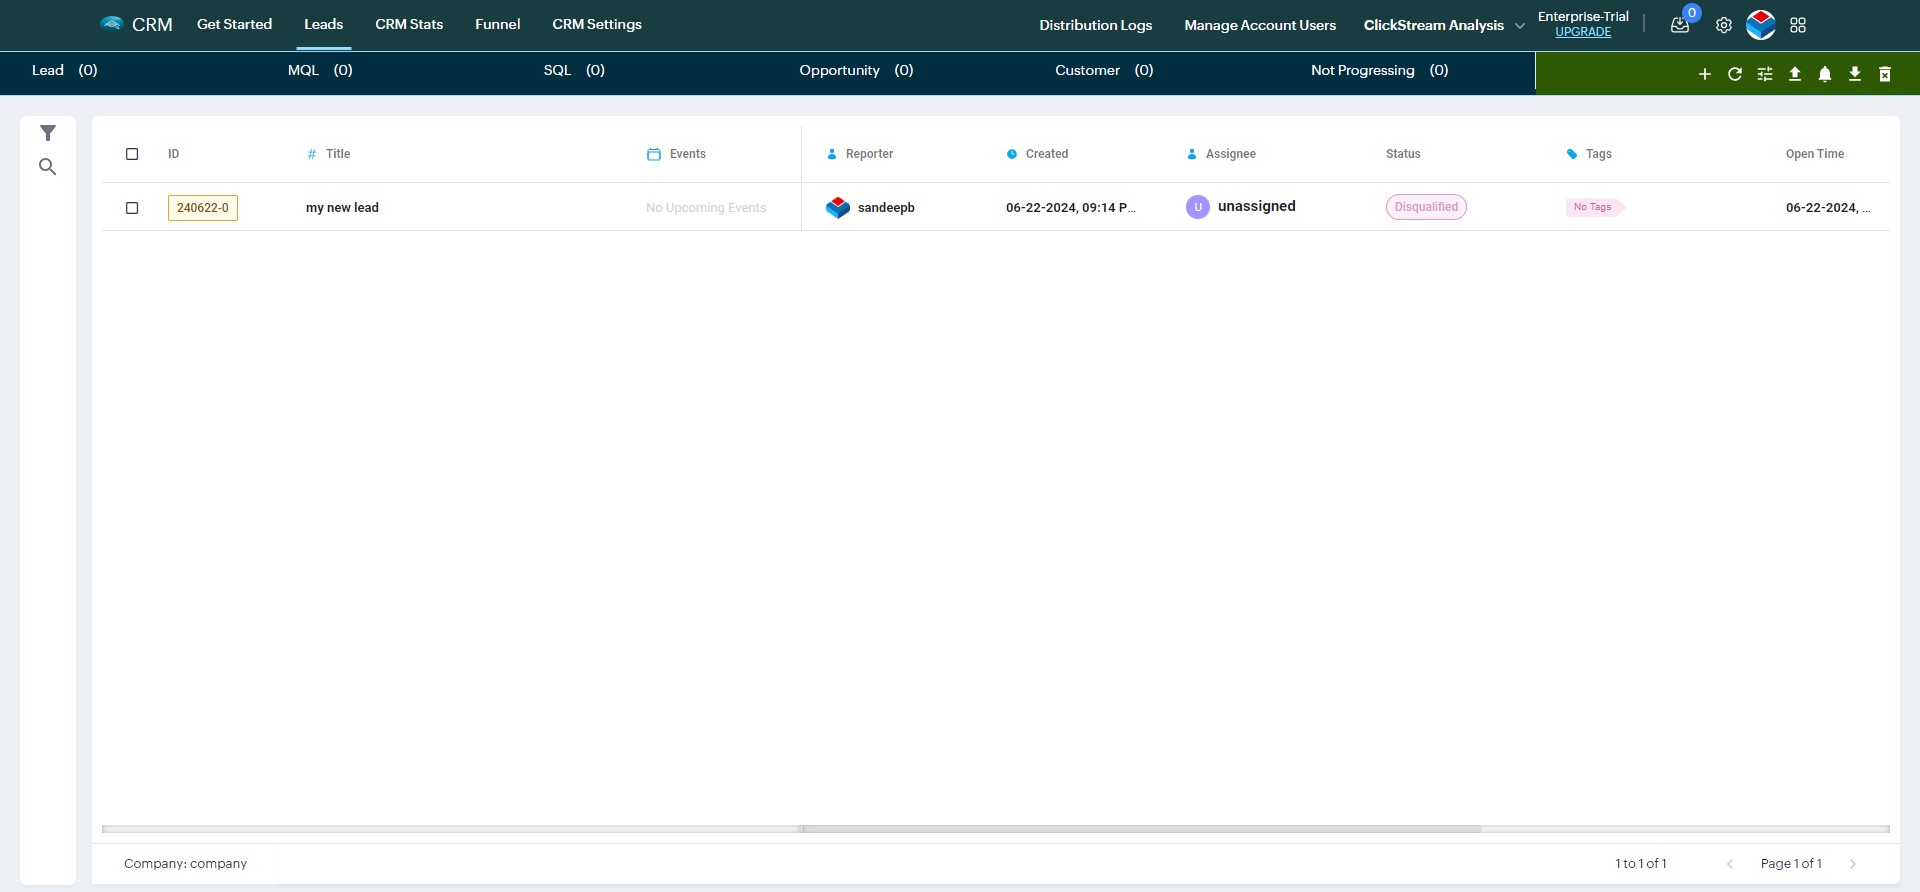 CRM Get Started Leads CRM Stats Funnel CRM Settings Distribution Logs Manage Account Users ClickStream Analysis Enterprise-Trial 0
UPGRADE
Lead (0) MQL (0) SQL (0) Opportunity (0) Customer (0) Not Progressing (0)
ID # Title Events Reporter Created Assignee Status Tags Open Time
240622-0 my new lead No Upcoming Events sandeepb 06-22-2024, 09:14 P... U unassigned Disqualified No Tags 06-22-2024, ...
Company: company 1 to 1 of 1 Page 1 of 1